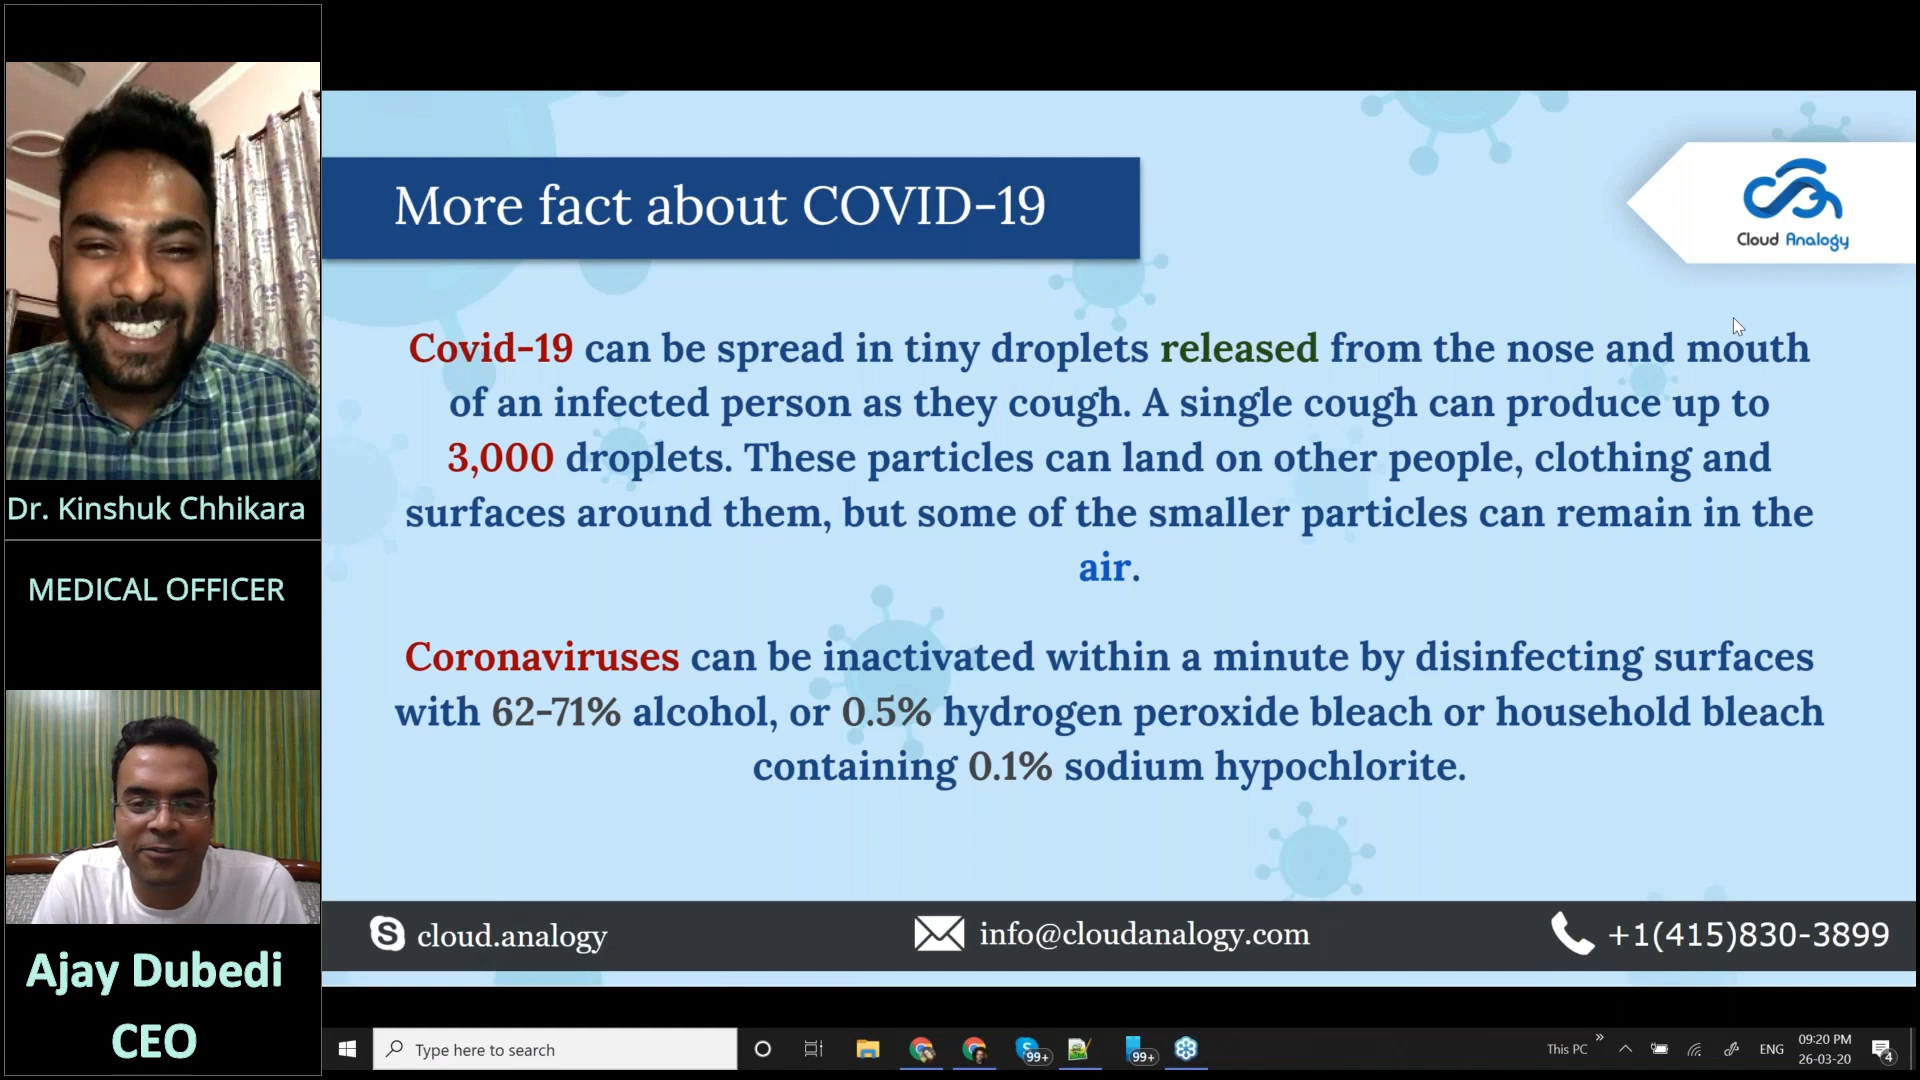 Dr. Kinshuk Chhikara
MEDICAL OFFICER
Ajay Dubedi
CEO
More fact about COVID-19
Cloud Analogy
Covid-19 can be spread in tiny droplets released from the nose and mouth
of an infected person as they cough. A single cough can produce up to
3,000 droplets. These particles can land on other people, clothing and
surfaces around them, but some of the smaller particles can remain in the
air.
Coronaviruses can be inactivated within a minute by disinfecting surfaces
with 62-71% alcohol, or 0.5% hydrogen peroxide bleach or household bleach
containing 0.1% sodium hypochlorite.
cloud.analogy
info@cloudanalogy.com
+1(415)830-3899
Type here to search
99+
99+
This PC
ENG
09:20 PM
26-03-20
4